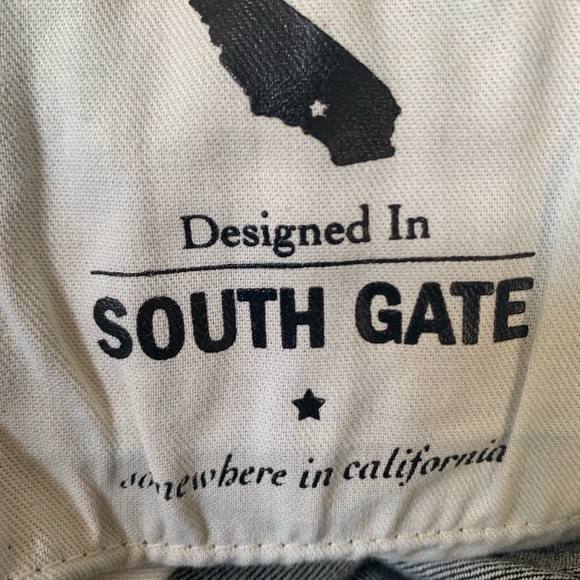 Designed In
SOUTH GATE
somewhere in california